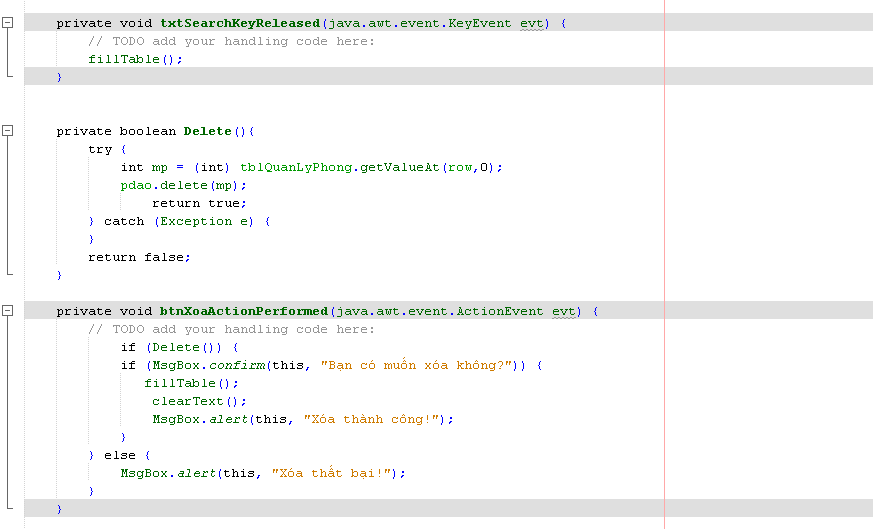 private void txtSearchKeyReleased(java.awt.event.KeyEvent evt) {
// TODO add your handling code here:
fillTable();
}
private boolean Delete(){
try {
int mp = (int) tblQuanLyPhong.getValueAt(row,0);
pdao.delete(mp);
return true;
} catch (Exception e) {
}
return false;
}
private void btnXoaActionPerformed(java.awt.event.ActionEvent evt) {
// TODO add your handling code here:
if (Delete()) {
if (MsgBox.confirm(this, "Bạn có muốn xóa không?")) {
fillTable();
clearText();
MsgBox.alert(this, "Xóa thành công!");
}
} else {
MsgBox.alert(this, "Xóa thất bại!");
}
}